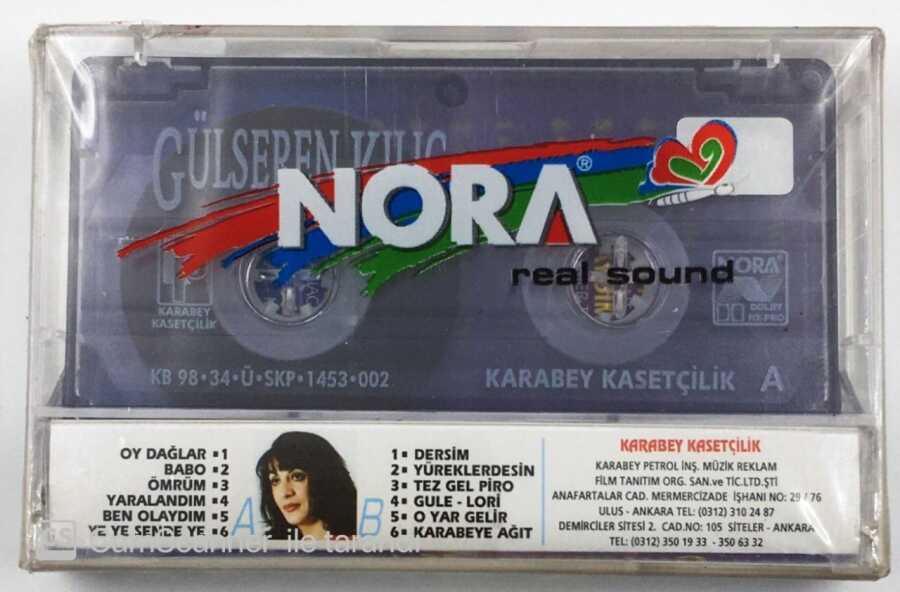 GÜLSEREN KILIÇ
NORA®
real sound
KARABEY
KASETÇİLİK
NORA
DOLBY
HX-PRO
KB 98•34•Ü•SKP•1453•002
KARABEY KASETÇİLİK A
OY DAĞLAR •1
BABO •2
ÖMRÜM •3
YARALANDIM •4
BEN OLAYDIM •5
YE YE SENDE YE •6
A
B
1• DERSİM
2• YÜREKLERDESİN
3• TEZ GEL PİRO
4• GULE - LORİ
5• O YAR GELİR
6• KARABEYE AĞIT
KARABEY KASETÇİLİK
KARABEY PETROL İNŞ. MÜZİK REKLAM
FİLM TANITIM ORG. SAN.ve TİC.LTD.ŞTİ
ANAFARTALAR CAD. MERMERCİZADE İŞHANI NO: 29 / 76
ULUS - ANKARA TEL: (0312) 310 24 87
DEMİRCİLER SİTESİ 2. CAD.NO: 105 SİTELER - ANKARA
TEL: (0312) 350 19 33 - 350 63 32
CS CamScanner ile tarandı